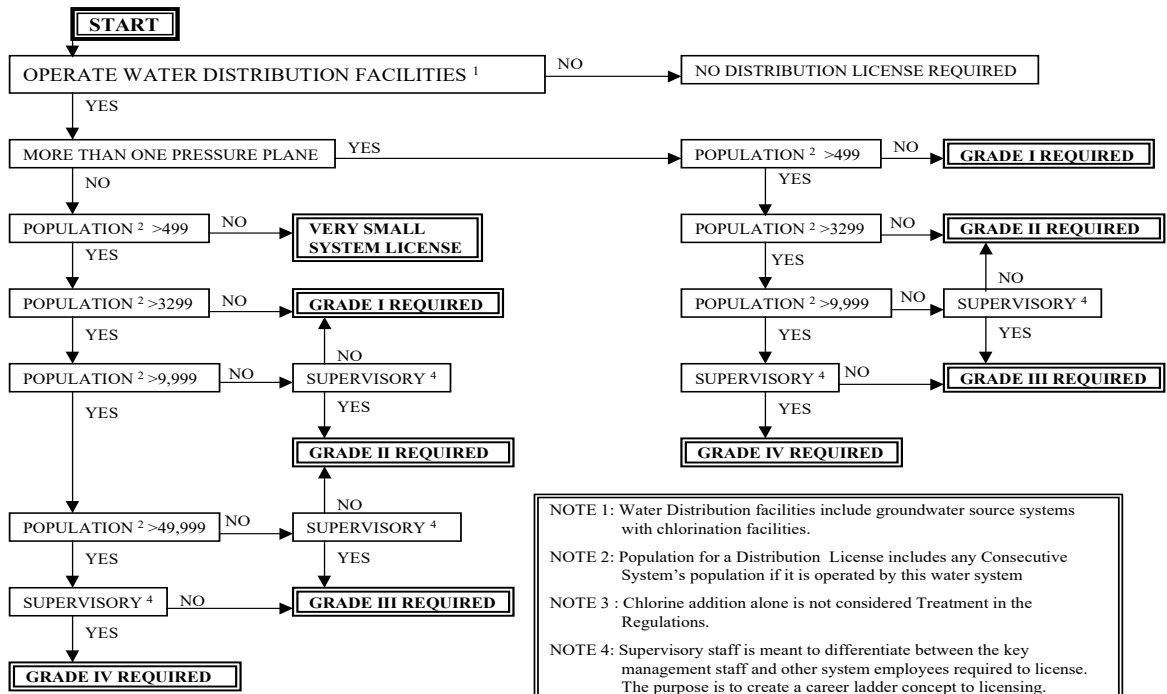 START
OPERATE WATER DISTRIBUTION FACILITIES 1
NO
NO DISTRIBUTION LICENSE REQUIRED
YES
MORE THAN ONE PRESSURE PLANE
YES
NO
POPULATION 2 >499
NO
VERY SMALL
SYSTEM LICENSE
YES
POPULATION 2 >3299
NO
GRADE I REQUIRED
YES
NO
POPULATION 2 >9,999
NO
SUPERVISORY 4
YES
YES
GRADE II REQUIRED
NO
POPULATION 2 >49,999
NO
SUPERVISORY 4
YES
YES
SUPERVISORY 4
NO
GRADE III REQUIRED
YES
GRADE IV REQUIRED
POPULATION 2 >499
NO
GRADE I REQUIRED
YES
POPULATION 2 >3299
NO
GRADE II REQUIRED
YES
NO
POPULATION 2 >9,999
NO
SUPERVISORY 4
YES
YES
SUPERVISORY 4
NO
GRADE III REQUIRED
YES
GRADE IV REQUIRED
NOTE 1: Water Distribution facilities include groundwater source systems
with chlorination facilities.
NOTE 2: Population for a Distribution License includes any Consecutive
System's population if it is operated by this water system
NOTE 3 : Chlorine addition alone is not considered Treatment in the
Regulations.
NOTE 4: Supervisory staff is meant to differentiate between the key
management staff and other system employees required to license.
The purpose is to create a career ladder concept to licensing.